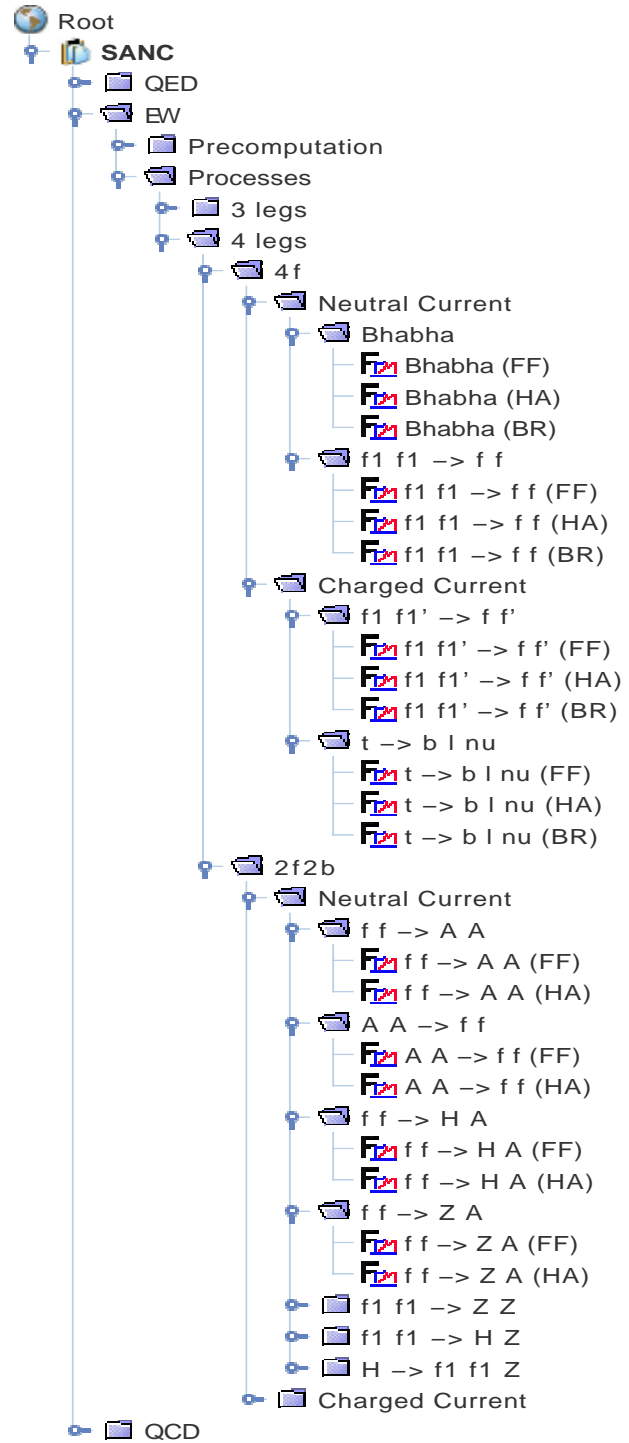 Root
SANC
QED
EW
Precomputation
Processes
3 legs
4 legs
4f
Neutral Current
Bhabha
Bhabha (FF)
Bhabha (HA)
Bhabha (BR)
f1 f1 −> f f
f1 f1 −> f f (FF)
f1 f1 −> f f (HA)
f1 f1 −> f f (BR)
Charged Current
f1 f1’ −> f f’
f1 f1’ −> f f’ (FF)
f1 f1’ −> f f’ (HA)
f1 f1’ −> f f’ (BR)
t −> b l nu
t −> b l nu (FF)
t −> b l nu (HA)
t −> b l nu (BR)
2f2b
Neutral Current
f f −> A A
f f −> A A (FF)
f f −> A A (HA)
A A −> f f
A A −> f f (FF)
A A −> f f (HA)
f f −> H A
f f −> H A (FF)
f f −> H A (HA)
f f −> Z A
f f −> Z A (FF)
f f −> Z A (HA)
f1 f1 −> Z Z
f1 f1 −> H Z
H −> f1 f1 Z
Charged Current
QCD